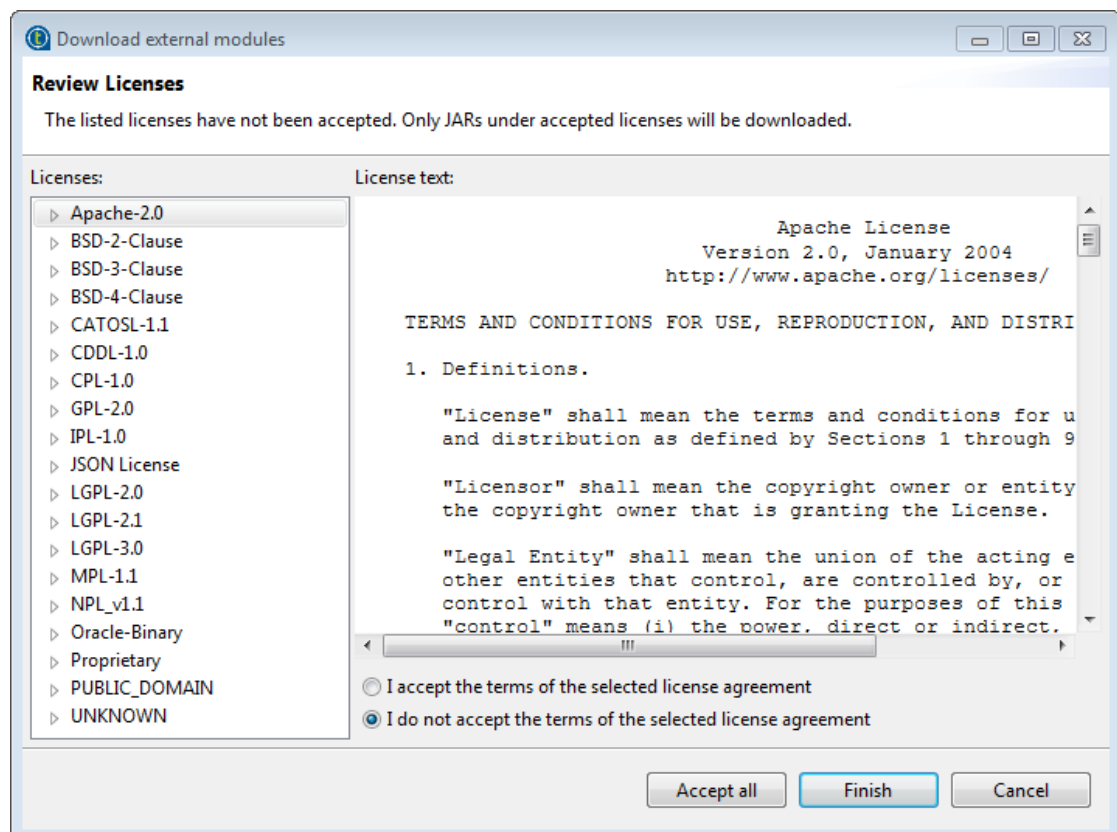 Download external modules
Review Licenses
The listed licenses have not been accepted. Only JARs under accepted licenses will be downloaded.
Licenses:
Apache-2.0
BSD-2-Clause
BSD-3-Clause
BSD-4-Clause
CATOSL-1.1
CDDL-1.0
CPL-1.0
GPL-2.0
IPL-1.0
JSON License
LGPL-2.0
LGPL-2.1
LGPL-3.0
MPL-1.1
NPL_v1.1
Oracle-Binary
Proprietary
PUBLIC_DOMAIN
UNKNOWN
License text:
Apache License
Version 2.0, January 2004
http://www.apache.org/licenses/
TERMS AND CONDITIONS FOR USE, REPRODUCTION, AND DISTRI
1. Definitions.
"License" shall mean the terms and conditions for u
and distribution as defined by Sections 1 through 9
"Licensor" shall mean the copyright owner or entity
the copyright owner that is granting the License.
"Legal Entity" shall mean the union of the acting e
other entities that control, are controlled by, or
control with that entity. For the purposes of this
"control" means (i) the power, direct or indirect,
I accept the terms of the selected license agreement
I do not accept the terms of the selected license agreement
Accept all
Finish
Cancel